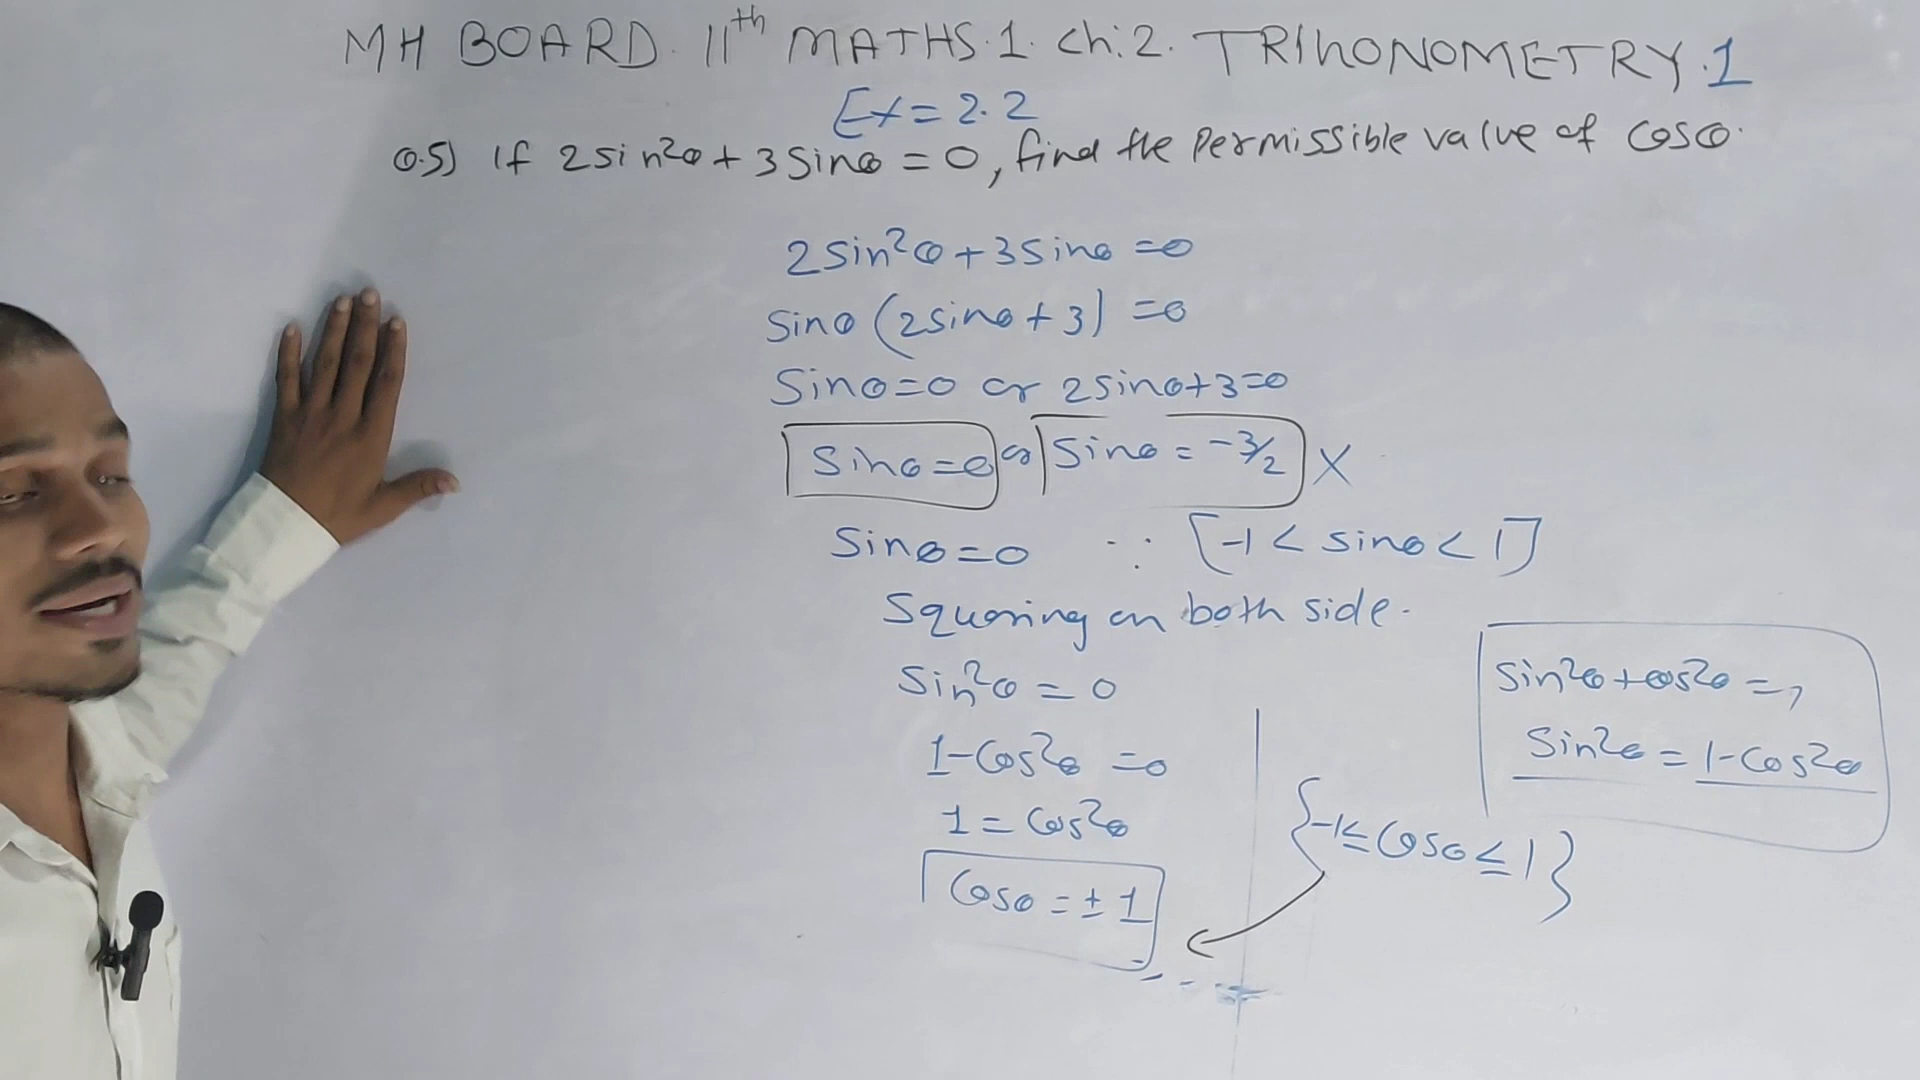 MH BOARD. 11th MATHS.1. Ch:2. TRIGONOMETRY.1
Ex = 2.2
Q.5) If 2sin²θ + 3sinθ = 0, find the permissible value of cosθ.
2sin²θ + 3sinθ = 0
sinθ (2sinθ + 3) = 0
sinθ = 0 or 2sinθ + 3 = 0
sinθ = 0 or sinθ = -3/2 X
sinθ = 0 ∵ [-1 < sinθ < 1]
Squaring on both side.
sin²θ = 0
1-cos²θ = 0
1 = cos²θ
cosθ = ± 1
{-1 ≤ cosθ ≤ 1}
sin²θ + cos²θ = 1
sin²θ = 1-cos²θ